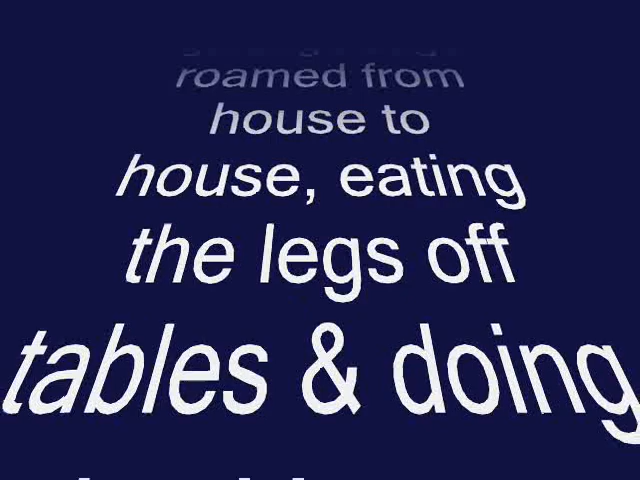 roamed from
house to
house, eating
the legs off
tables & doing